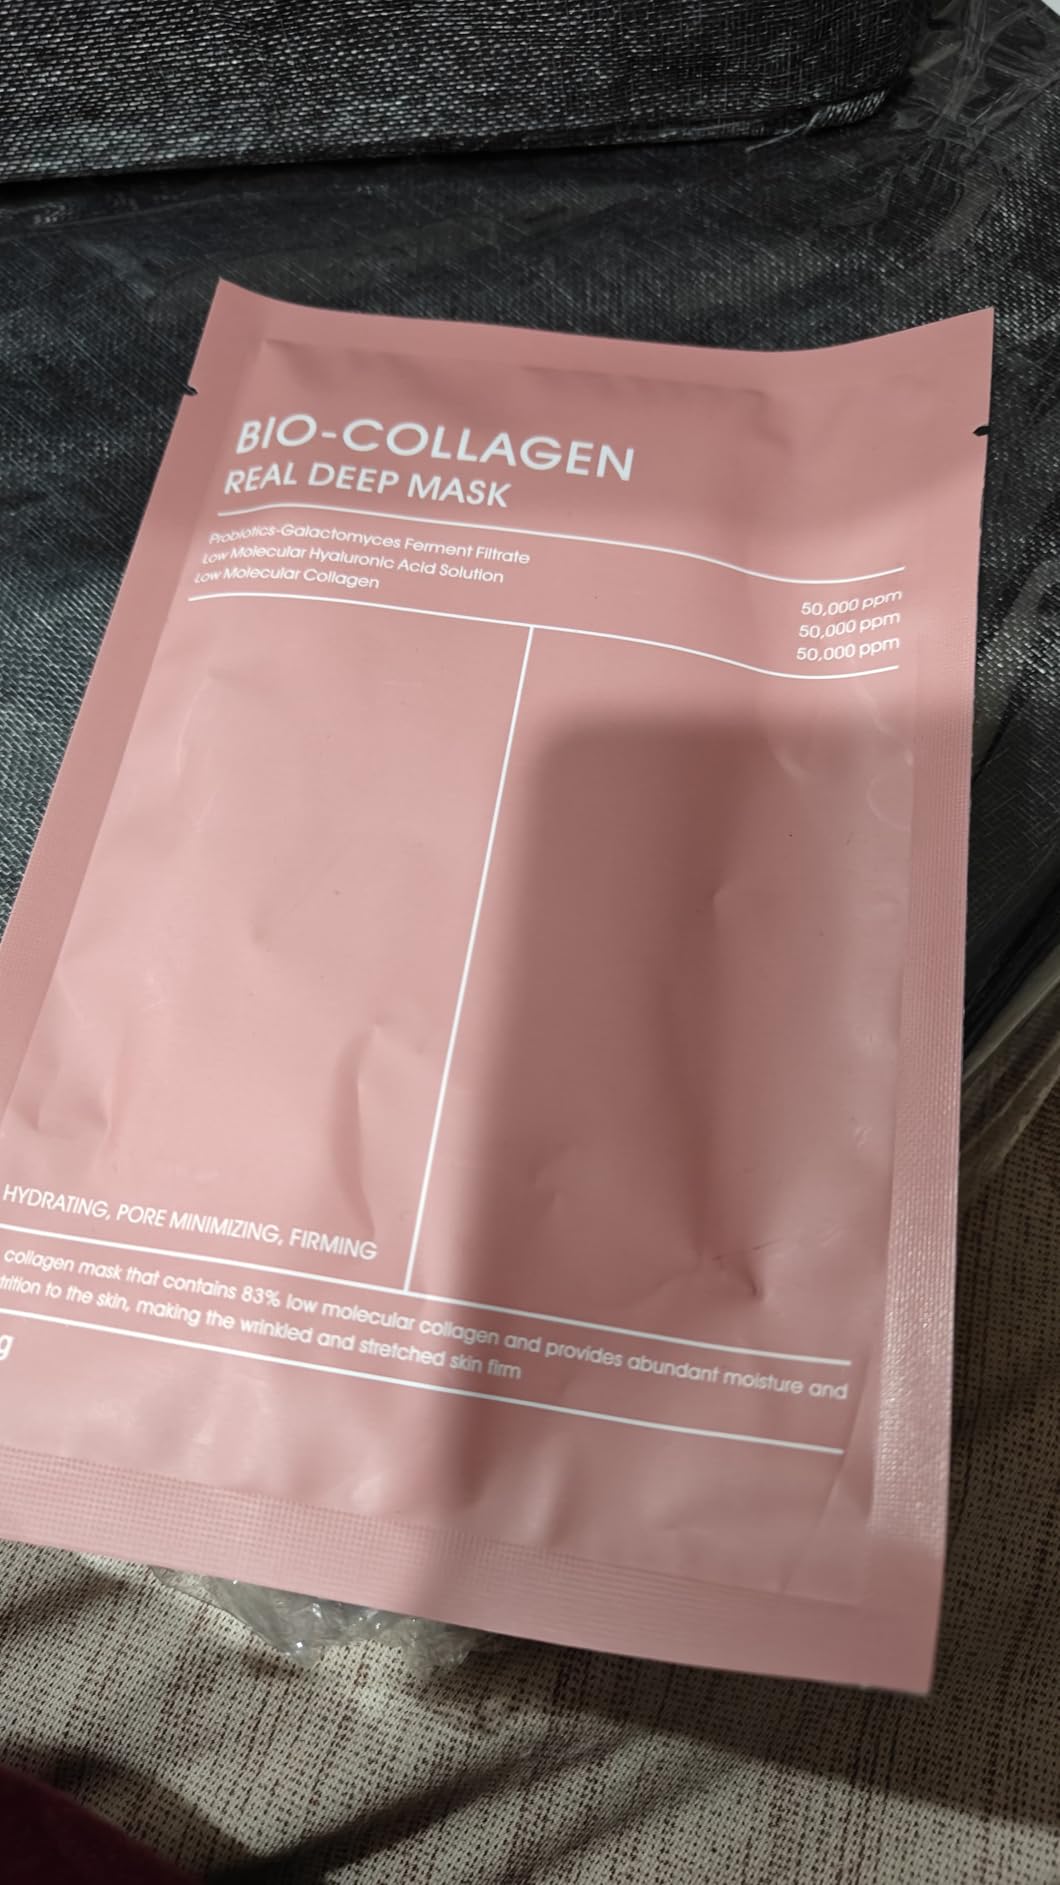 BIO-COLLAGEN
REAL DEEP MASK
Probiotics-Galactomyces Ferment Filtrate
Low Molecular Hyaluronic Acid Solution
Low Molecular Collagen
50,000 ppm
50,000 ppm
50,000 ppm
HYDRATING, PORE MINIMIZING, FIRMING
collagen mask that contains 83% low molecular collagen and provides abundant moisture and
to the skin, making the wrinkled and stretched skin firm
g